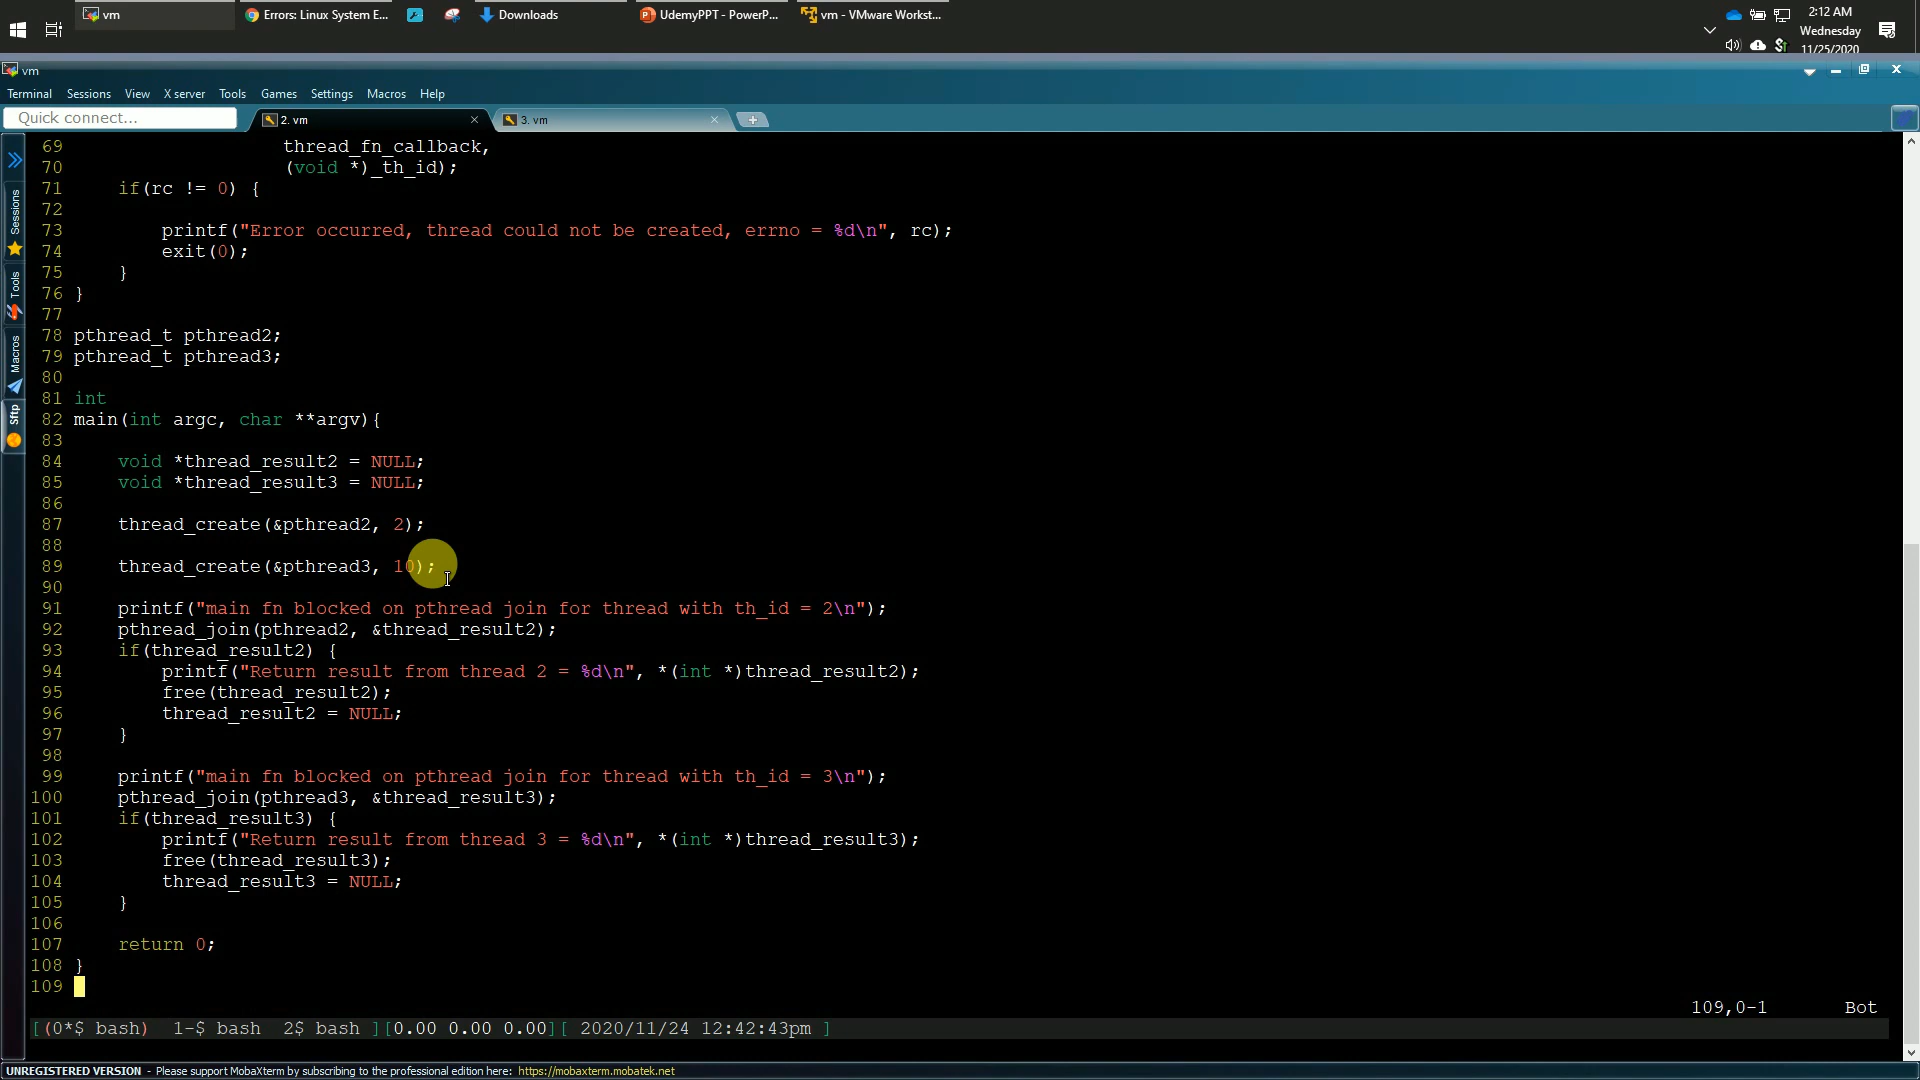 vm
Errors: Linux System E...
Downloads
UdemyPPT - PowerP...
vm - VMware Workst...
2:12 AM
Wednesday
11/25/2020
vm
Terminal Sessions View X server Tools Games Settings Macros Help
Quick connect...
2. vm
3. vm
Sessions
Tools
Macros
Sftp
69 thread_fn_callback,
70 (void *)_th_id);
71 if(rc != 0) {
72
73 printf("Error occurred, thread could not be created, errno = %d\n", rc);
74 exit(0);
75 }
76 }
77
78 pthread_t pthread2;
79 pthread_t pthread3;
80
81 int
82 main(int argc, char **argv){
83
84 void *thread_result2 = NULL;
85 void *thread_result3 = NULL;
86
87 thread_create(&pthread2, 2);
88
89 thread_create(&pthread3, 10);
90
91 printf("main fn blocked on pthread join for thread with th_id = 2\n");
92 pthread_join(pthread2, &thread_result2);
93 if(thread_result2) {
94 printf("Return result from thread 2 = %d\n", *(int *)thread_result2);
95 free(thread_result2);
96 thread_result2 = NULL;
97 }
98
99 printf("main fn blocked on pthread join for thread with th_id = 3\n");
100 pthread_join(pthread3, &thread_result3);
101 if(thread_result3) {
102 printf("Return result from thread 3 = %d\n", *(int *)thread_result3);
103 free(thread_result3);
104 thread_result3 = NULL;
105 }
106
107 return 0;
108 }
109
109,0-1 Bot
[(0*$ bash) 1-$ bash 2$ bash ][0.00 0.00 0.00][ 2020/11/24 12:42:43pm ]
UNREGISTERED VERSION - Please support MobaXterm by subscribing to the professional edition here: https://mobaxterm.mobatek.net